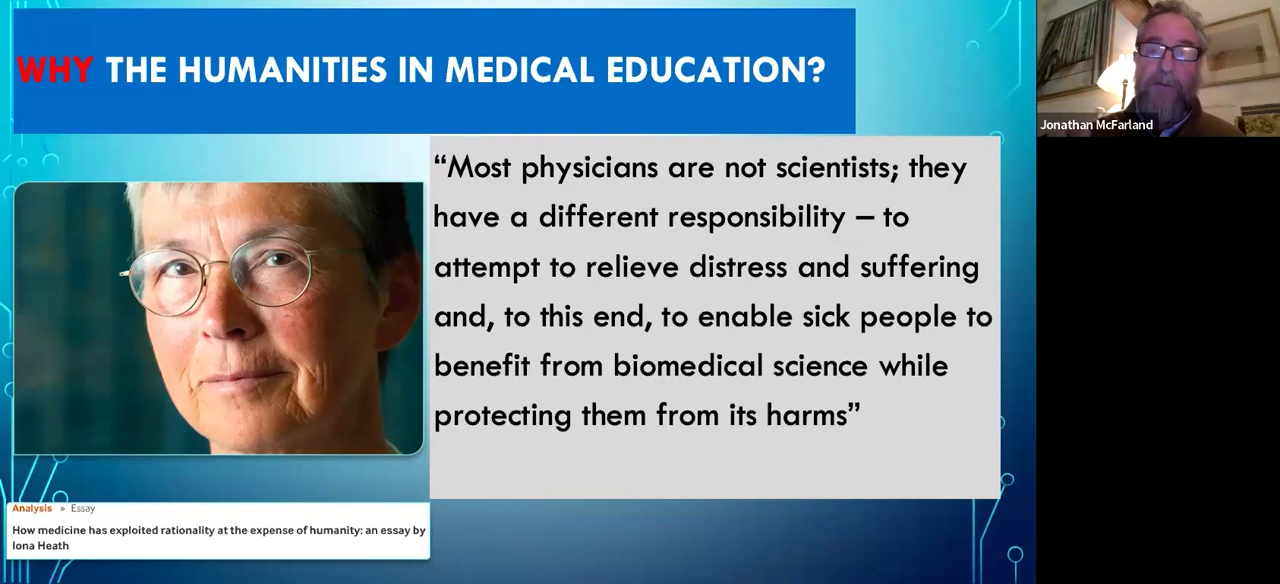 WHY THE HUMANITIES IN MEDICAL EDUCATION?
“Most physicians are not scientists; they
have a different responsibility – to
attempt to relieve distress and suffering
and, to this end, to enable sick people to
benefit from biomedical science while
protecting them from its harms”
Analysis » Essay
How medicine has exploited rationality at the expense of humanity: an essay by
Iona Heath
Jonathan McFarland